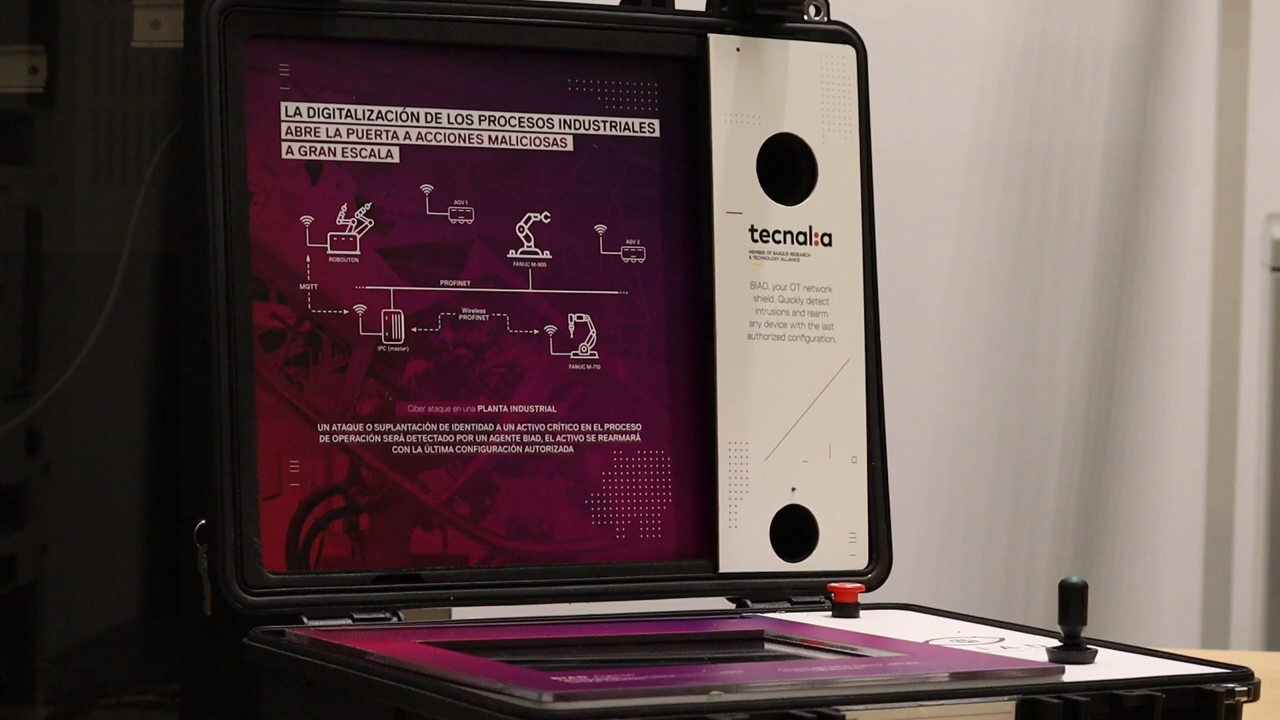 LA DIGITALIZACIÓN DE LOS PROCESOS INDUSTRIALES
ABRE LA PUERTA A ACCIONES MALICIOSAS
A GRAN ESCALA
AGV 1
ROBOUTON
FANUC M-900
AGV 2
MQTT
PROFINET
Wireless
PROFINET
IPC (master)
FANUC M-710
Ciber ataque en una PLANTA INDUSTRIAL
UN ATAQUE O SUPLANTACIÓN DE IDENTIDAD A UN ACTIVO CRÍTICO EN EL PROCESO
DE OPERACIÓN SERÁ DETECTADO POR UN AGENTE BIAD, EL ACTIVO SE REARMARÁ
CON LA ÚLTIMA CONFIGURACIÓN AUTORIZADA
tecnal:a
MEMBER OF BASQUE RESEARCH
& TECHNOLOGY ALLIANCE
BIAD, your OT network
shield. Quickly detect
intrusions and rearm
any device with the last
authorized configuration.
BIAD